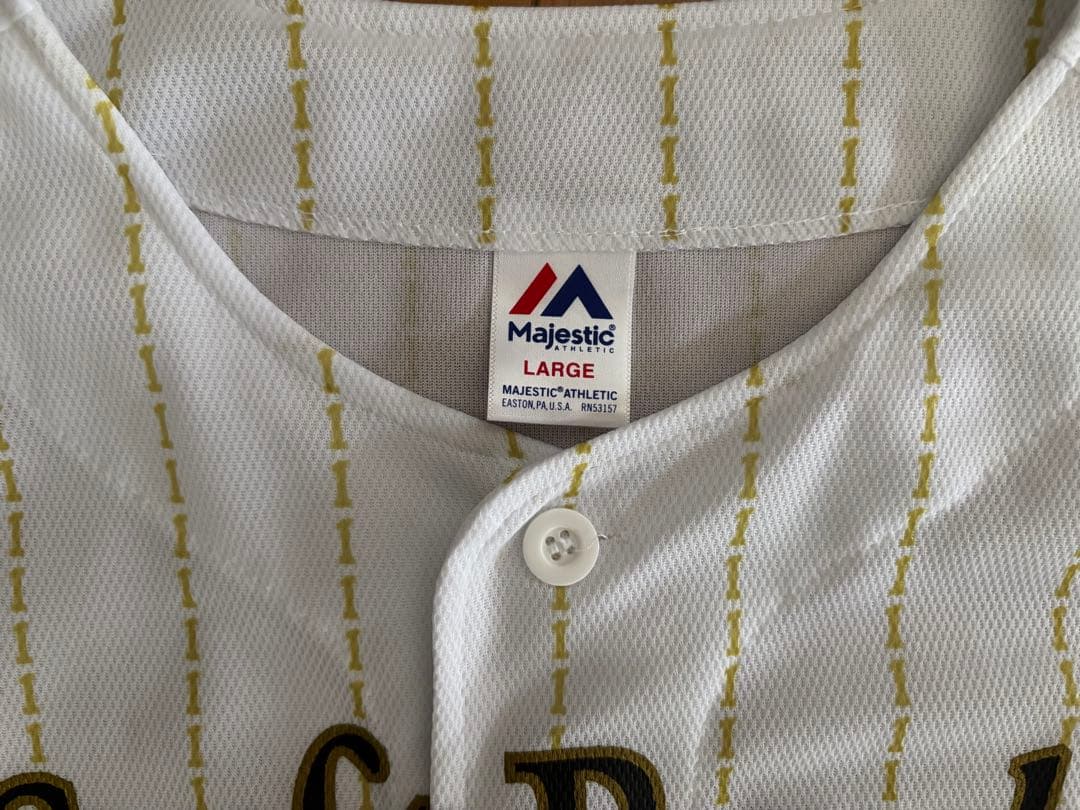 Majestic®
ATHLETIC
LARGE
MAJESTIC®ATHLETIC
EASTON, PA, U.S.A. RN53157